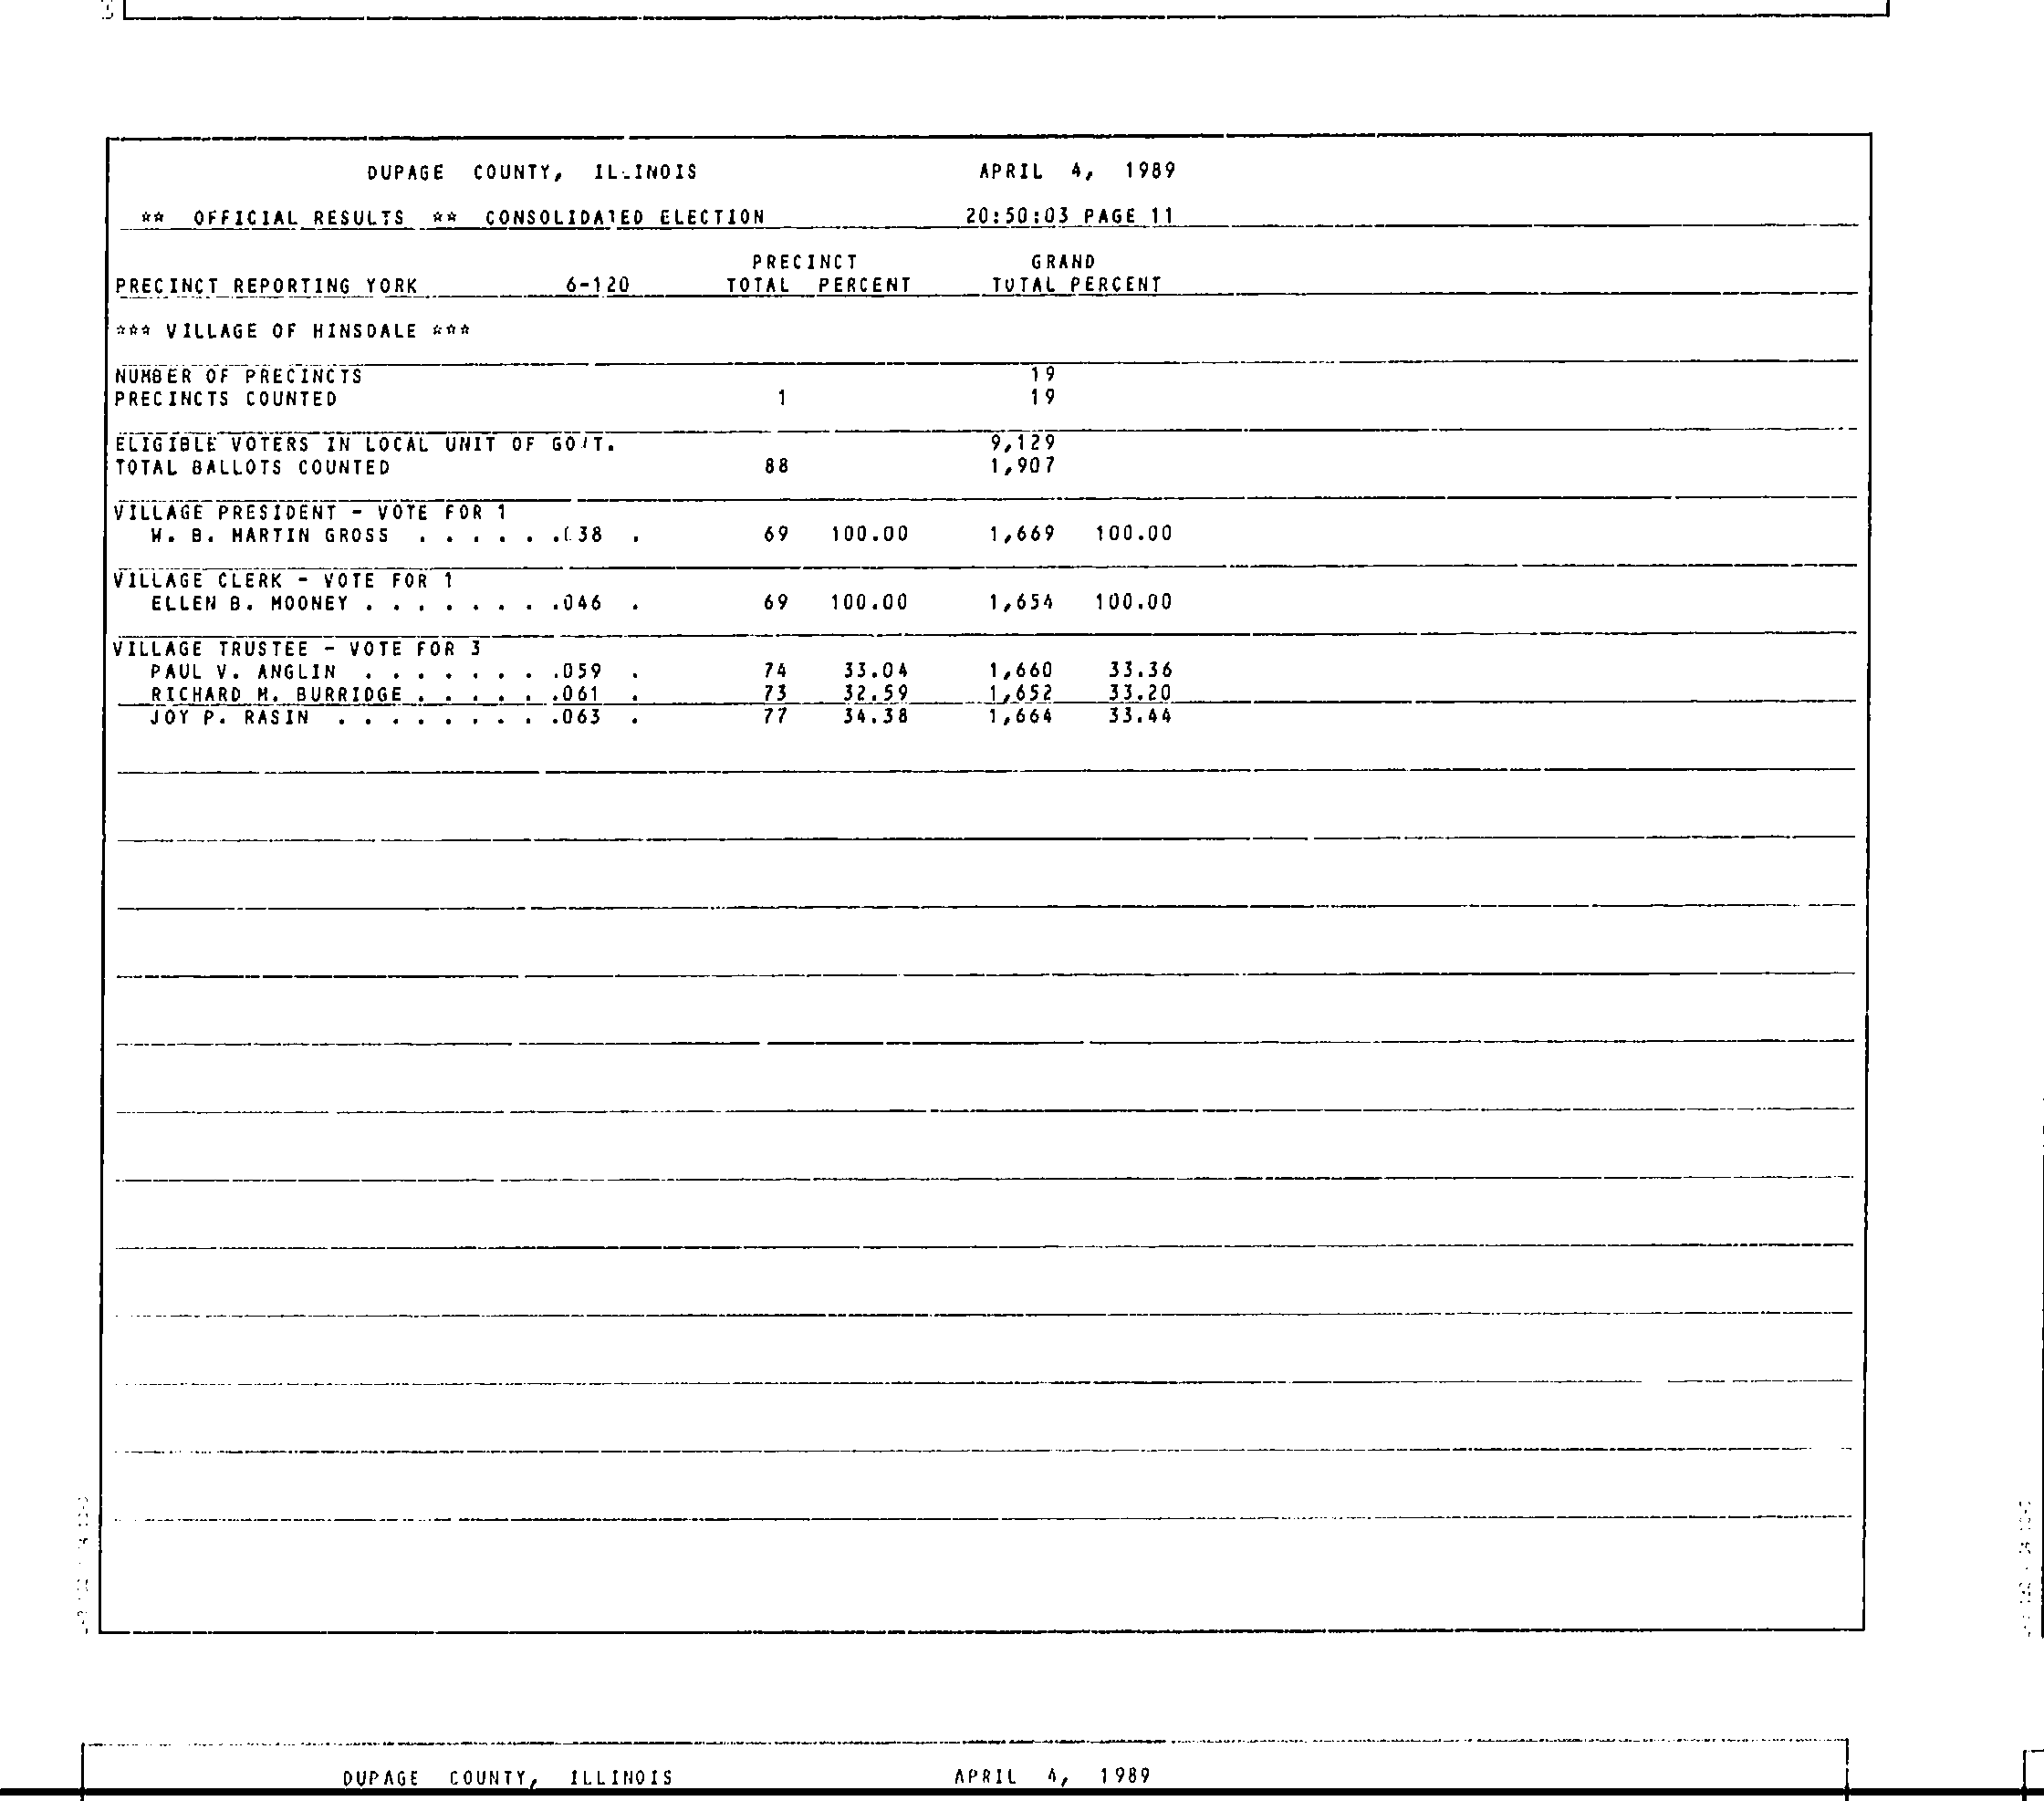 DUPAGE COUNTY, ILLINOIS APRIL 4, 1989
** OFFICIAL RESULTS ** CONSOLIDATED ELECTION 20:50:03 PAGE 11
PRECINCT GRAND
PRECINCT REPORTING YORK 6-120 TOTAL PERCENT TOTAL PERCENT
*** VILLAGE OF HINSDALE ***
NUMBER OF PRECINCTS 19
PRECINCTS COUNTED 1 19
ELIGIBLE VOTERS IN LOCAL UNIT OF GOVT. 9,129
TOTAL BALLOTS COUNTED 88 1,907
VILLAGE PRESIDENT - VOTE FOR 1
W. B. MARTIN GROSS . . . . . .038 . 69 100.00 1,669 100.00
VILLAGE CLERK - VOTE FOR 1
ELLEN B. MOONEY . . . . . . . .046 . 69 100.00 1,654 100.00
VILLAGE TRUSTEE - VOTE FOR 3
PAUL V. ANGLIN . . . . . . . .059 . 74 33.04 1,660 33.36
RICHARD M. BURRIDGE . . . . . .061 . 73 32.59 1,652 33.20
JOY P. RASIN . . . . . . . . .063 . 77 34.38 1,664 33.44
DUPAGE COUNTY, ILLINOIS APRIL 4, 1989